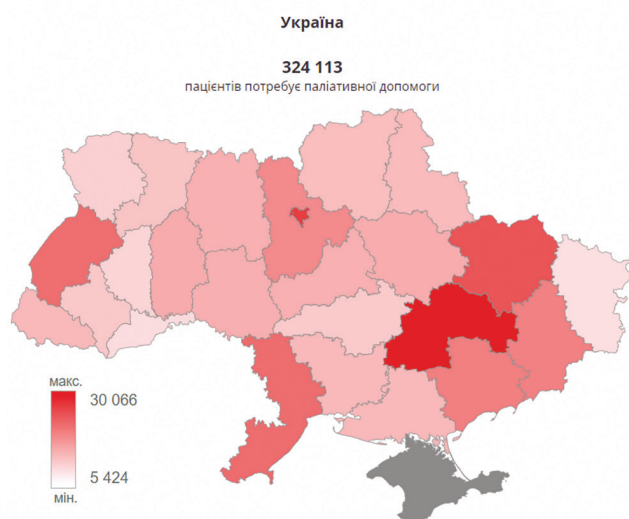 Україна
324 113
пацієнтів потребує паліативної допомоги
макс.
30 066
5 424
мін.